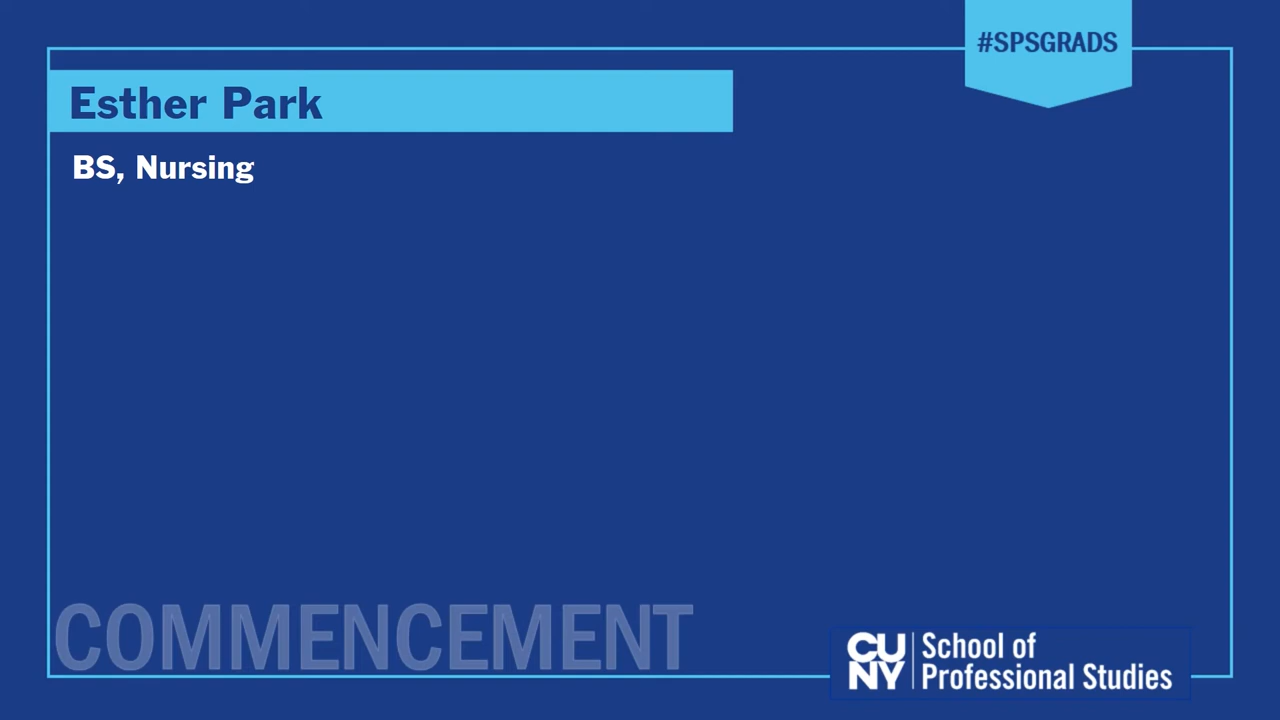 #SPSGRADS
Esther Park
BS, Nursing
COMMENCEMENT
CUNY
School of
Professional Studies